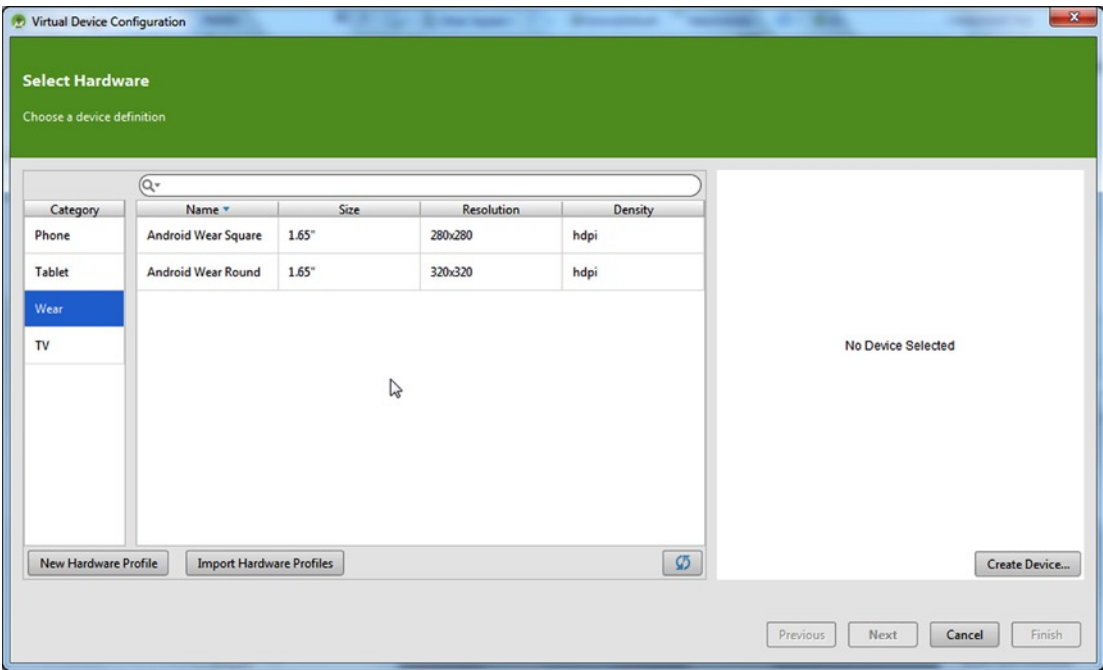 Virtual Device Configuration
Select Hardware
Choose a device definition
Category Name Size Resolution Density
Phone Android Wear Square 1.65" 280x280 hdpi
Tablet Android Wear Round 1.65" 320x320 hdpi
Wear
TV
No Device Selected
New Hardware Profile Import Hardware Profiles Create Device...
Previous Next Cancel Finish